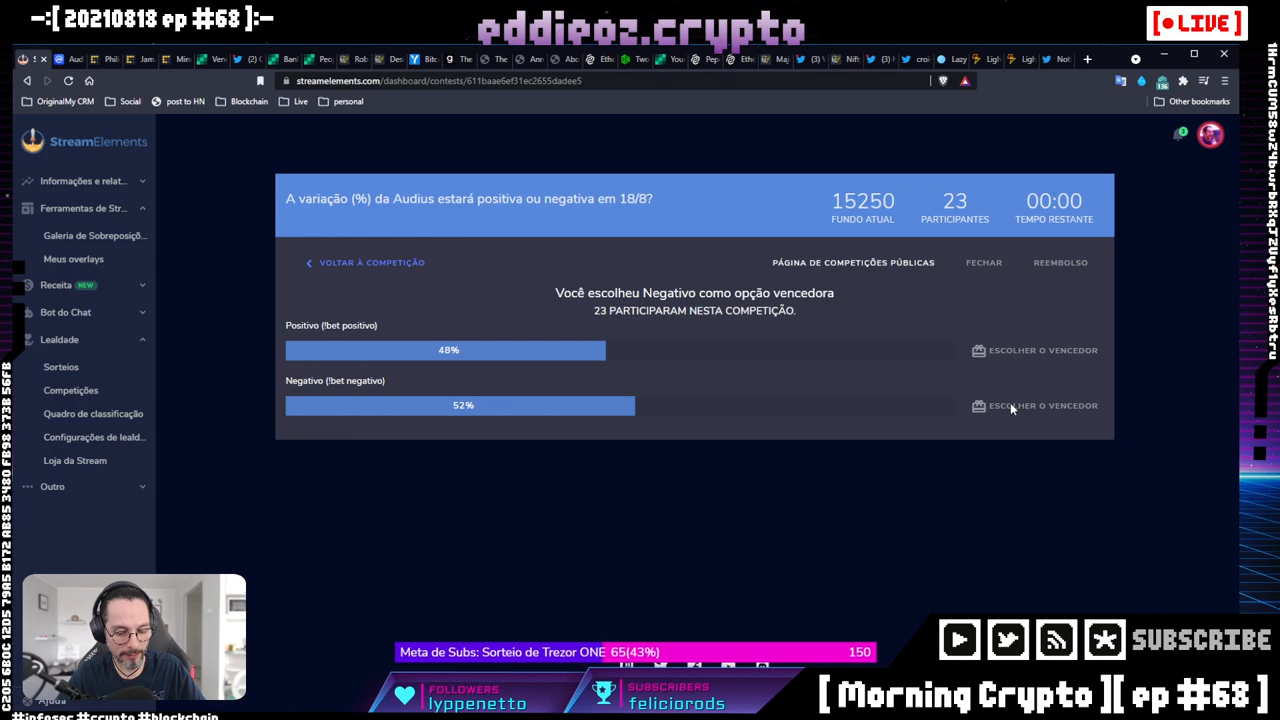 -:[ 20210818 ep #68 ]:-
eddieoz.crypto
[● LIVE]
streamelements.com/dashboard/contests/611baae6ef31ec2655dadee5
OriginalMy CRM
Social
post to HN
Blockchain
Live
personal
Other bookmarks
StreamElements
Informações e relat...
Ferramentas de Str...
Galeria de Sobreposiçõ...
Meus overlays
Receita NEW
Bot do Chat
Lealdade
Sorteios
Competições
Quadro de classificação
Configurações de leald...
Loja da Stream
Outro
Ajuda
A variação (%) da Audius estará positiva ou negativa em 18/8?
15250
FUNDO ATUAL
23
PARTICIPANTES
00:00
TEMPO RESTANTE
VOLTAR À COMPETIÇÃO
PÁGINA DE COMPETIÇÕES PÚBLICAS
FECHAR
REEMBOLSO
Você escolheu Negativo como opção vencedora
23 PARTICIPARAM NESTA COMPETIÇÃO.
Positivo (!bet positivo)
48%
ESCOLHER O VENCEDOR
Negativo (!bet negativo)
52%
ESCOLHER O VENCEDOR
Meta de Subs: Sorteio de Trezor ONE 65(43%) 150
FOLLOWERS
lyppenetto
SUBSCRIBERS
feliciorods
SUBSCRIBE
[ Morning Crypto ][ ep #68 ]
#infosec #crypto #blockchain